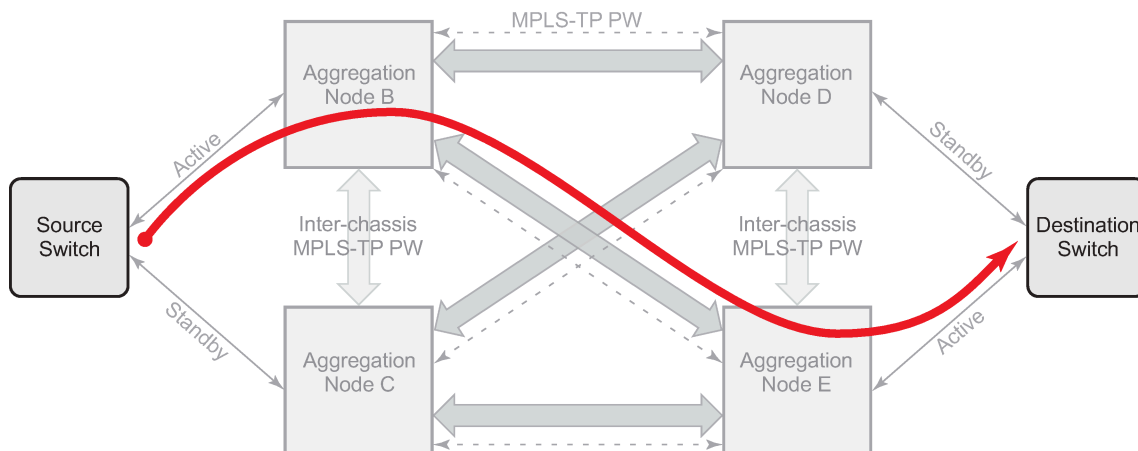 MPLS-TP PW
Aggregation
Node B
Aggregation
Node D
Active
Standby
Source
Switch
Inter-chassis
MPLS-TP PW
Inter-chassis
MPLS-TP PW
Destination
Switch
Standby
Active
Aggregation
Node C
Aggregation
Node E